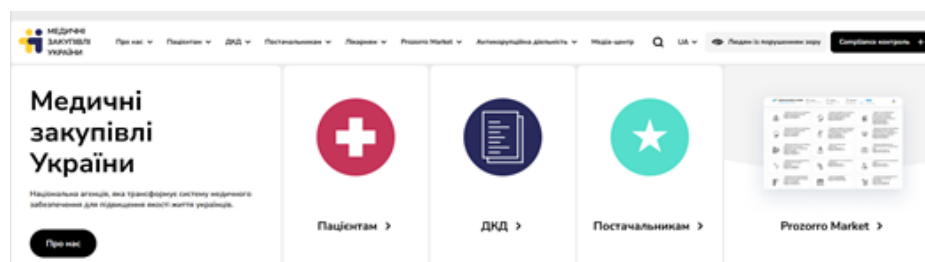 МЕДИЧНІ
ЗАКУПІВЛІ
УКРАЇНИ
Про нас Пацієнтам ДКД Постачальникам Лікарням Prozorro Market Антикорупційна діяльність Медіа-центр UA Людям із порушенням зору Compliance контроль +
Медичні
закупівлі
України
Національна агенція, яка трансформує систему медичного
забезпечення для підвищення якості життя українців.
Про нас
Пацієнтам >
ДКД >
Постачальникам >
Prozorro Market >